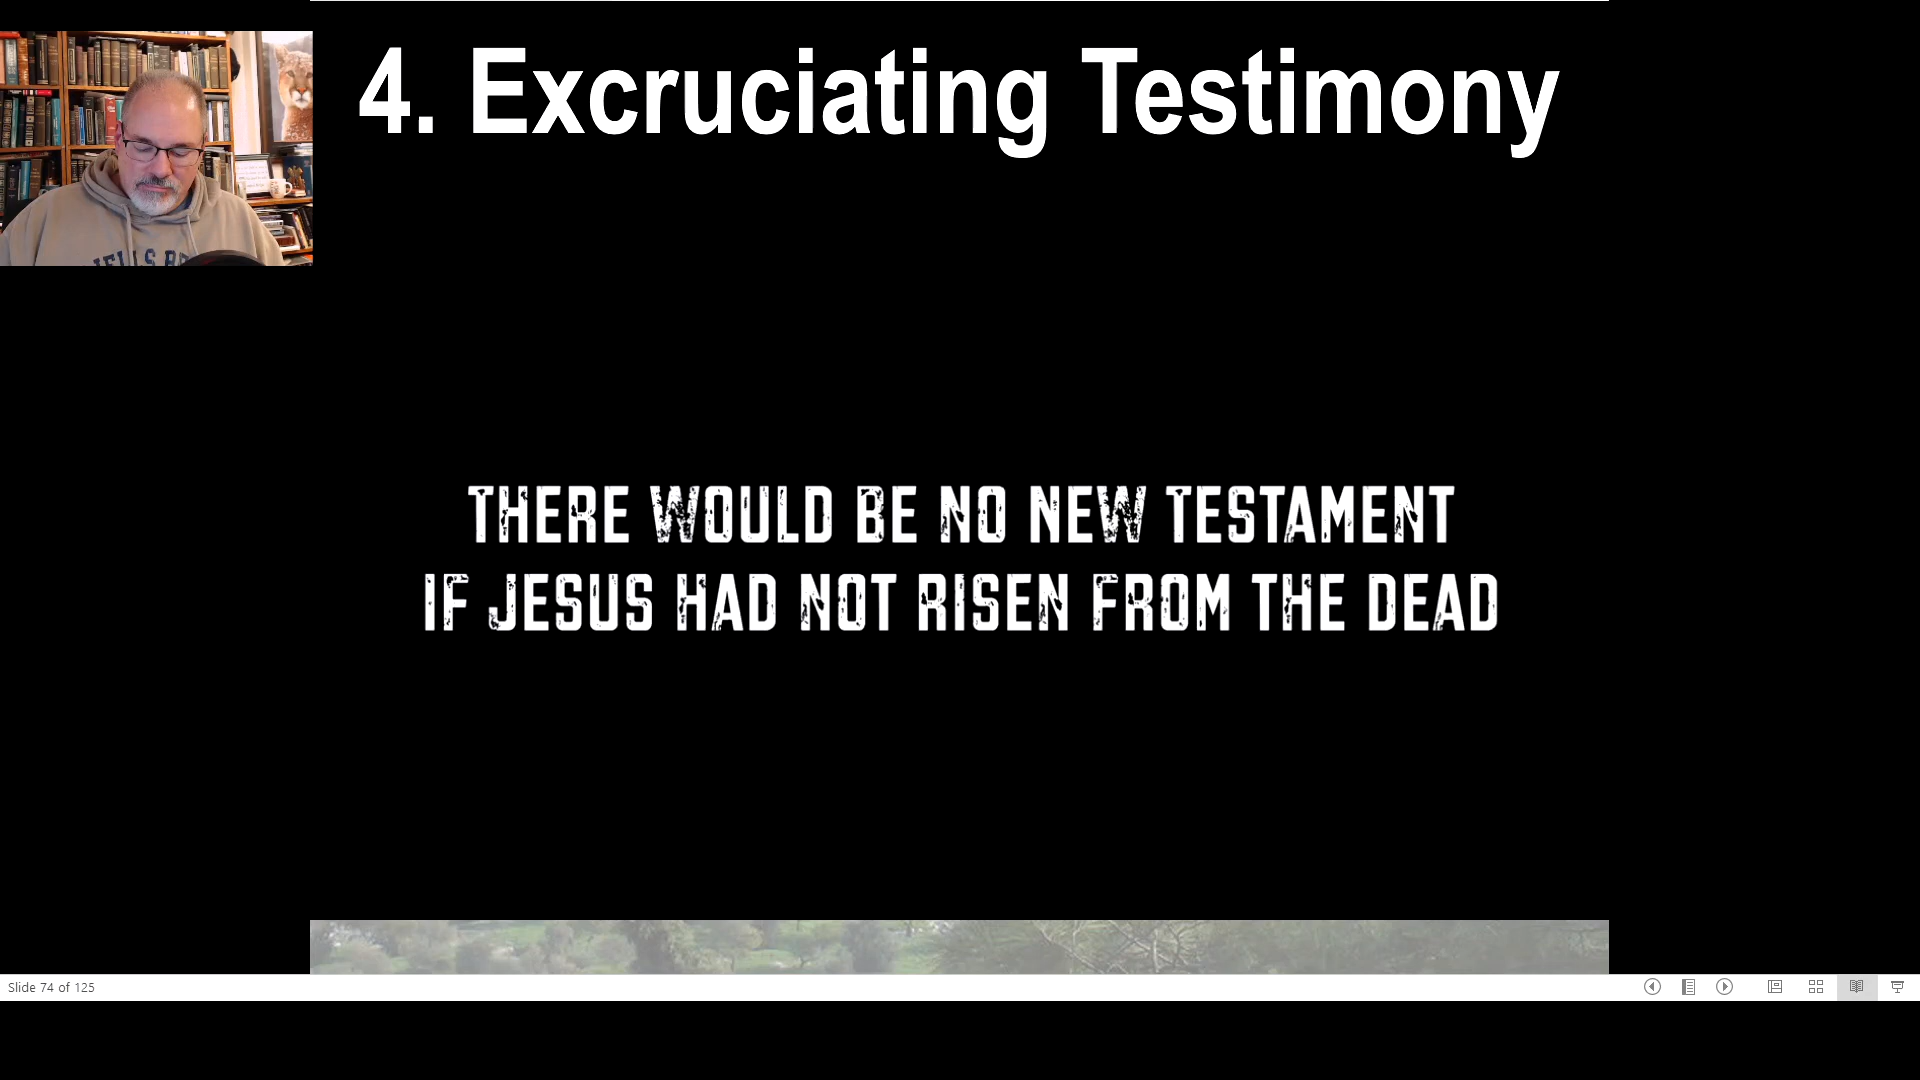 4. Excruciating Testimony
THERE WOULD BE NO NEW TESTAMENT
IF JESUS HAD NOT RISEN FROM THE DEAD
Slide 74 of 125